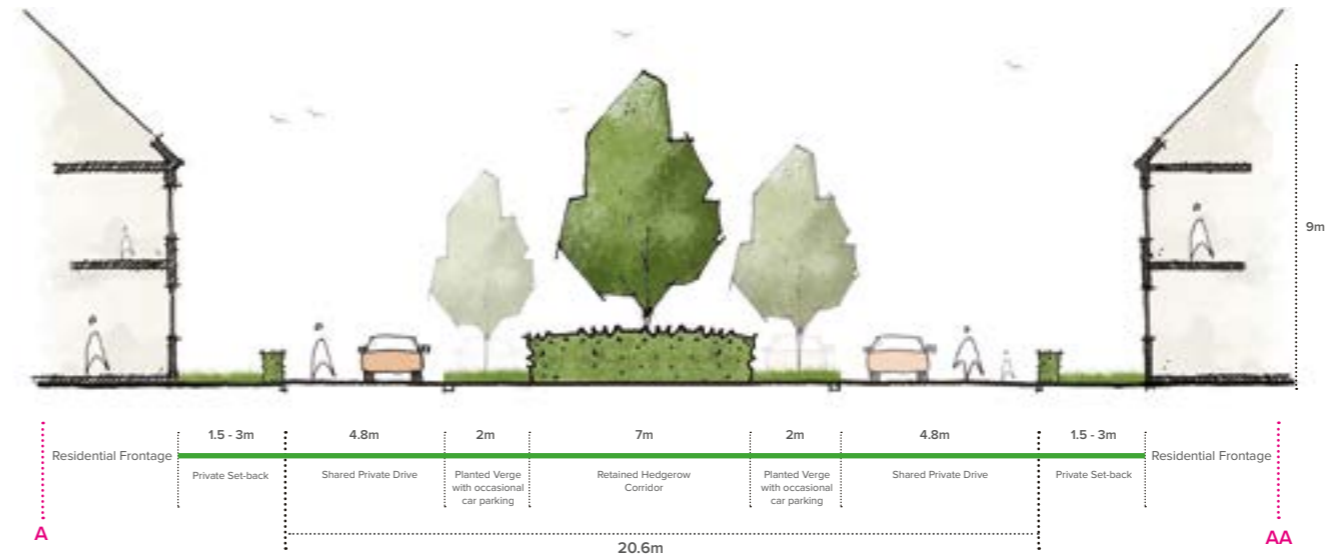 9m
1.5 - 3m
4.8m
2m
7m
2m
4.8m
1.5 - 3m
Residential Frontage
Private Set-back
Shared Private Drive
Planted Verge
with occasional
car parking
Retained Hedgerow
Corridor
Planted Verge
with occasional
car parking
Shared Private Drive
Private Set-back
Residential Frontage
A
20.6m
AA